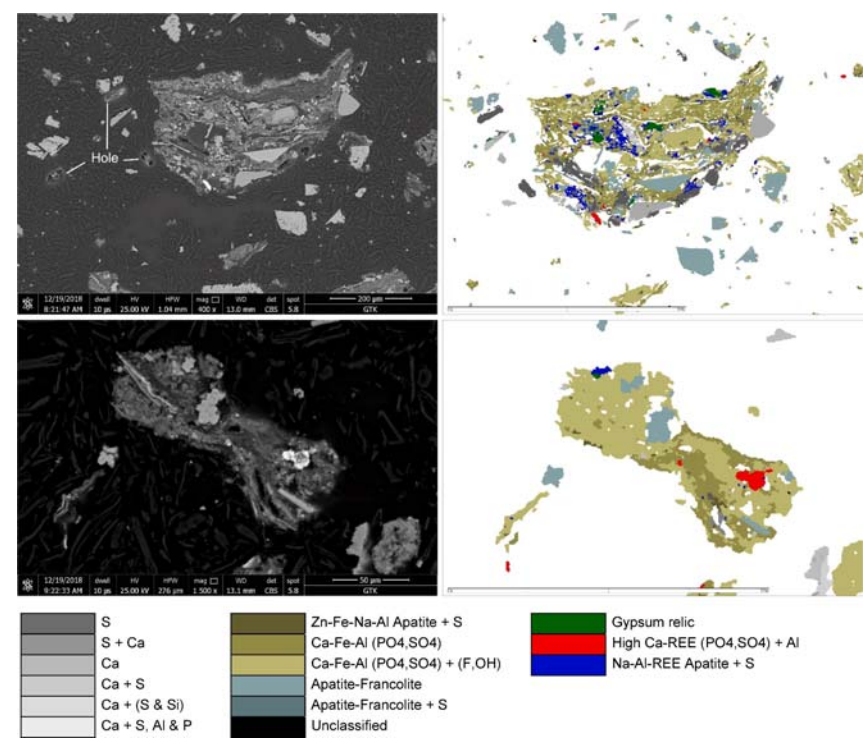 Hole
12/19/2018 dwell HV HFW mag WD det spot 200 µm
8:21:47 AM 10 µs 25.00 kV 1.04 mm 400 x 13.0 mm CBS 5.8 GTK
12/19/2018 dwell HV HFW mag WD det spot 50 µm
9:22:33 AM 10 µs 25.00 kV 276 µm 1 500 x 13.1 mm CBS 5.8 GTK
S
S + Ca
Ca
Ca + S
Ca + (S & Si)
Ca + S, Al & P
Zn-Fe-Na-Al Apatite + S
Ca-Fe-Al (PO4,SO4)
Ca-Fe-Al (PO4,SO4) + (F,OH)
Apatite-Francolite
Apatite-Francolite + S
Unclassified
Gypsum relic
High Ca-REE (PO4,SO4) + Al
Na-Al-REE Apatite + S